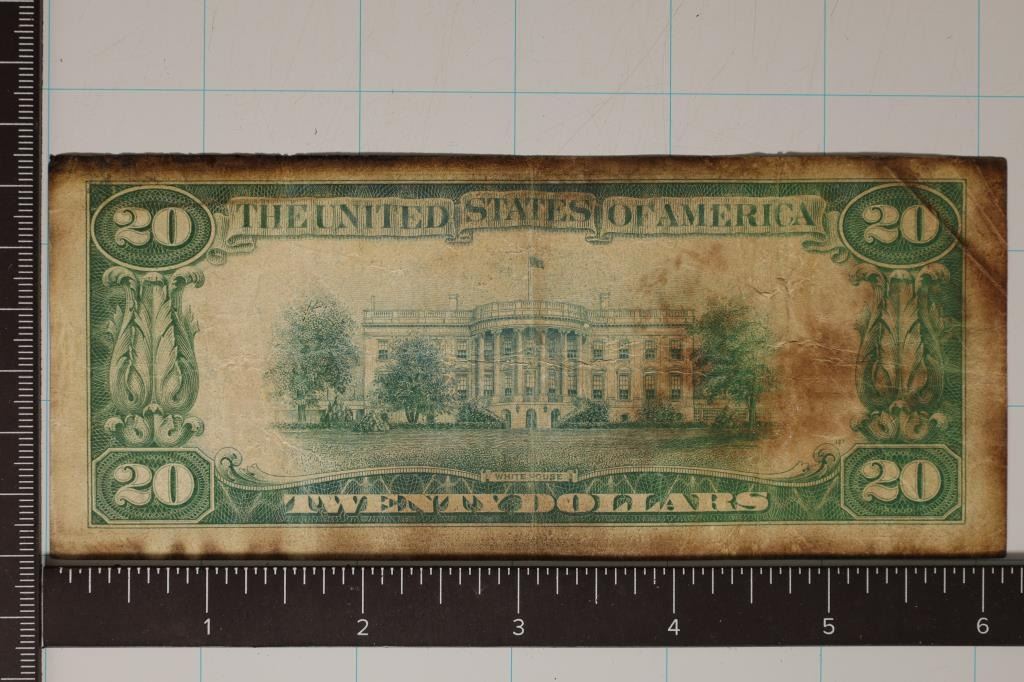 20 THE UNITED STATES OF AMERICA 20
WHITE HOUSE
20 TWENTY DOLLARS 20
1 2 3 4 5 6